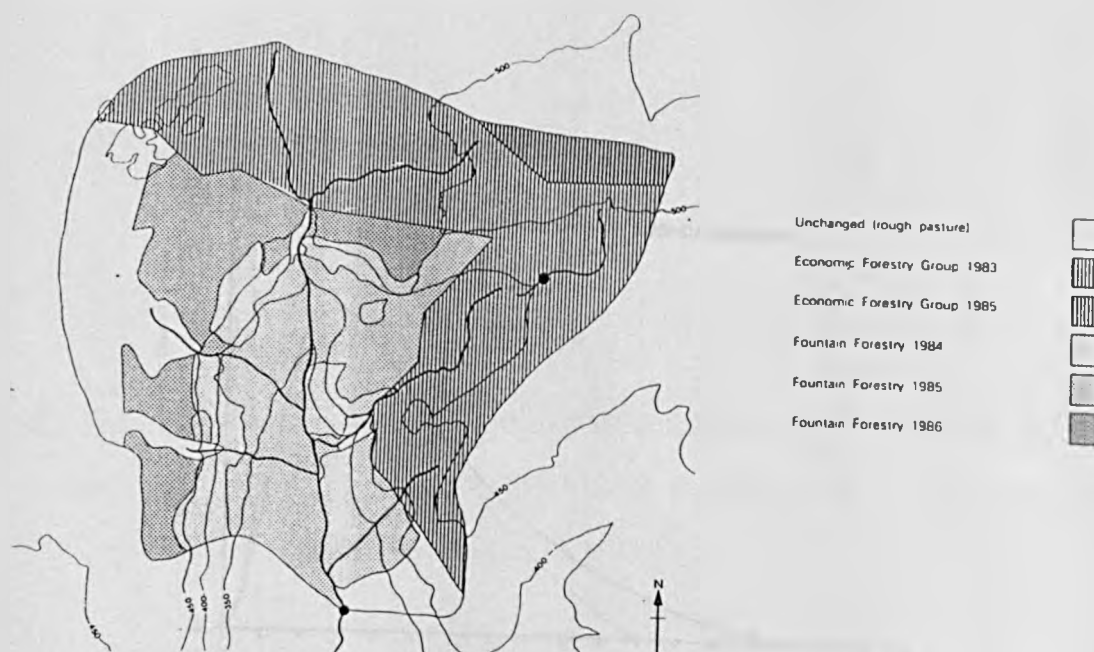 500
500
450
400
450
450
400
350
N
Unchanged (rough pasture)
Economic Forestry Group 1983
Economic Forestry Group 1985
Fountain Forestry 1984
Fountain Forestry 1985
Fountain Forestry 1986